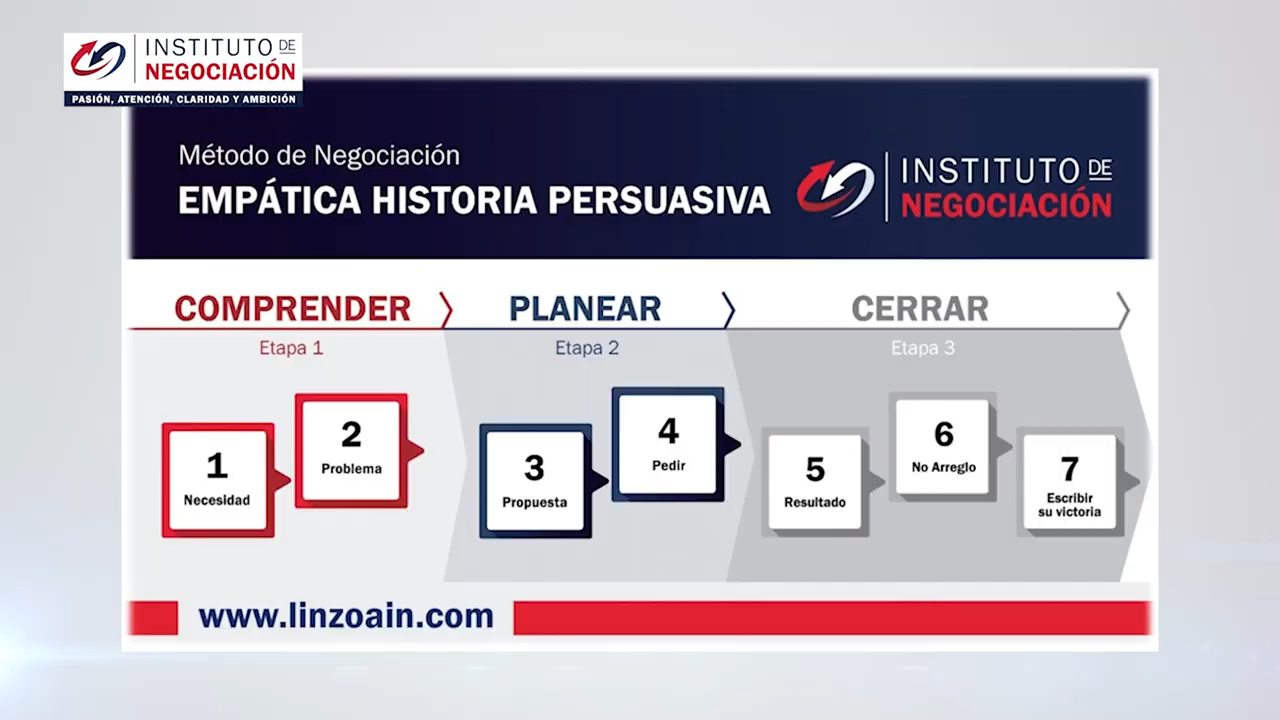 INSTITUTO DE
NEGOCIACIÓN
PASIÓN, ATENCIÓN, CLARIDAD Y AMBICIÓN
Método de Negociación
EMPÁTICA HISTORIA PERSUASIVA
INSTITUTO DE
NEGOCIACIÓN
COMPRENDER
Etapa 1
PLANEAR
Etapa 2
CERRAR
Etapa 3
1
Necesidad
2
Problema
3
Propuesta
4
Pedir
5
Resultado
6
No Arreglo
7
Escribir
su victoria
www.linzoain.com